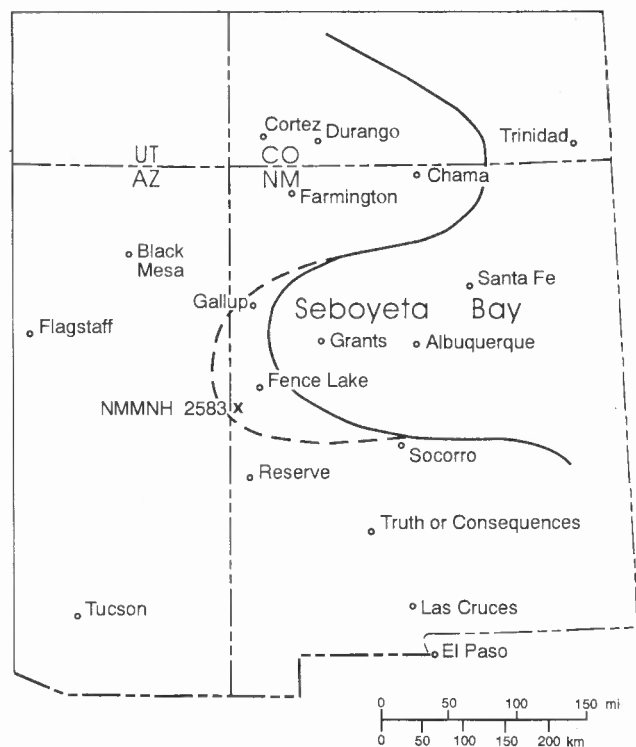 Cortez
Durango
Trinidad
UT CO
AZ NM
Chama
Farmington
Black
Mesa
Santa Fe
Gallup
Seboyeta Bay
Flagstaff
Grants
Albuquerque
Fence Lake
NMMNH 2583 x
Socorro
Reserve
Truth or Consequences
Tucson
Las Cruces
El Paso
0 50 100 150 mi
0 50 100 150 200 km